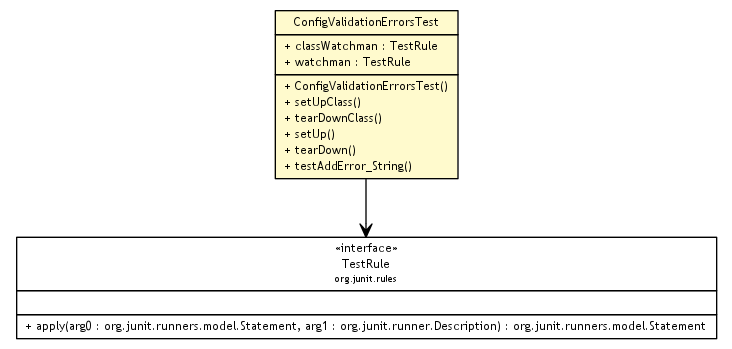 ConfigValidationErrorsTest
+ classWatchman : TestRule
+ watchman : TestRule
+ ConfigValidationErrorsTest()
+ setUpClass()
+ tearDownClass()
+ setUp()
+ tearDown()
+ testAddError_String()
«interface»
TestRule
org.junit.rules
+ apply(arg0 : org.junit.runners.model.Statement, arg1 : org.junit.runner.Description) : org.junit.runners.model.Statement